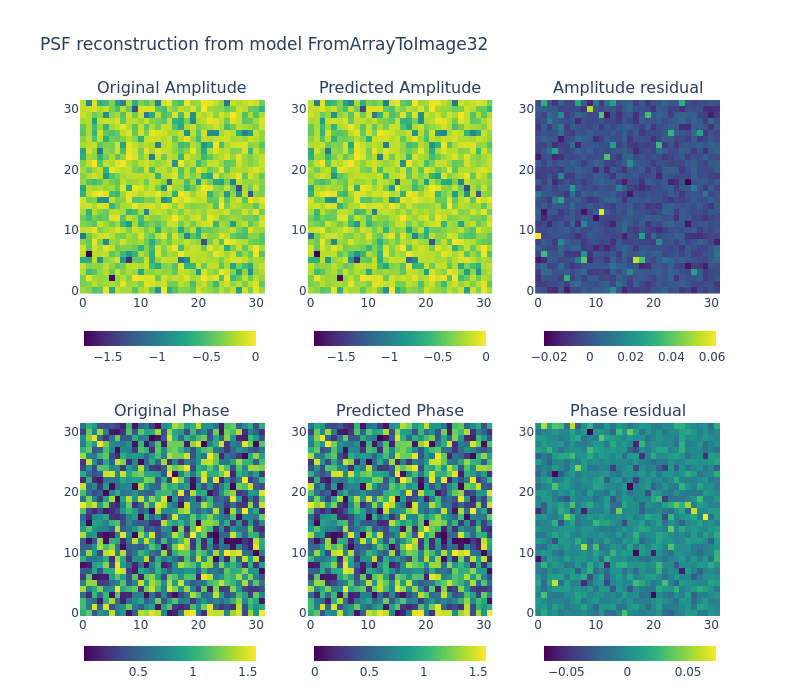 PSF reconstruction from model FromArrayToImage32
Original Amplitude
Predicted Amplitude
Amplitude residual
30
20
10
0
0 10 20 30
30
20
10
0
0 10 20 30
30
20
10
0
0 10 20 30
−1.5 −1 −0.5 0
−1.5 −1 −0.5 0
−0.02 0 0.02 0.04 0.06
Original Phase
Predicted Phase
Phase residual
30
20
10
0
0 10 20 30
30
20
10
0
0 10 20 30
30
20
10
0
0 10 20 30
0.5 1 1.5
0 0.5 1 1.5
−0.05 0 0.05